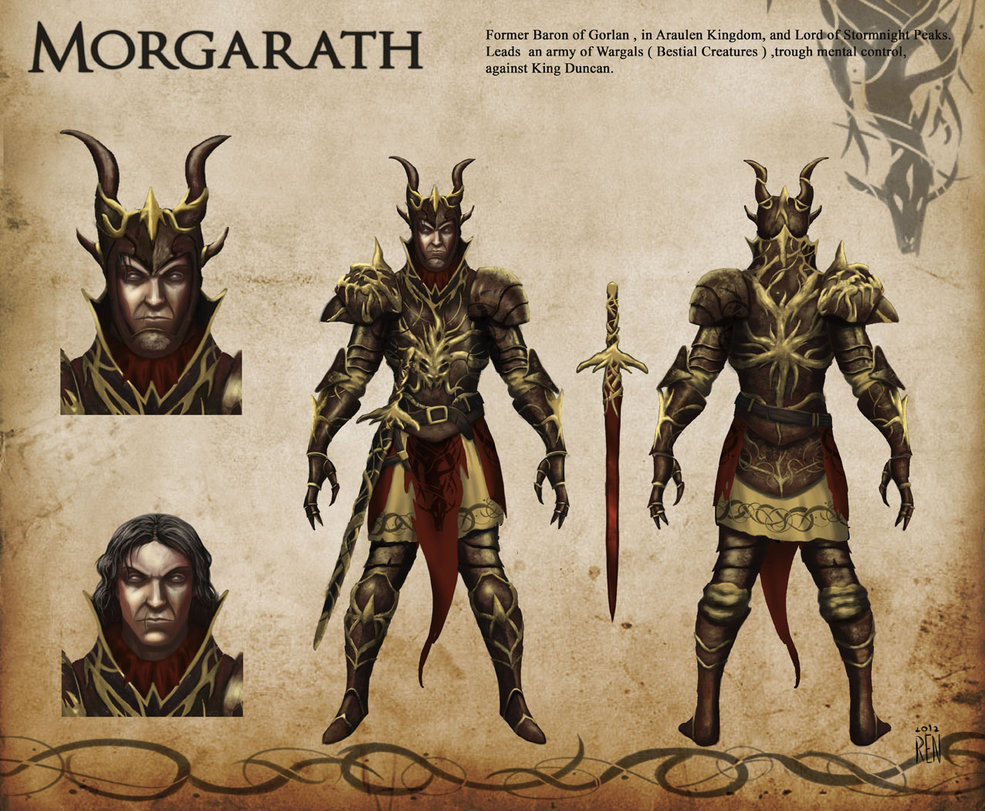 MORGARATH
Former Baron of Gorlan , in Araulen Kingdom, and Lord of Stormnight Peaks.
Leads an army of Wargals ( Bestial Creatures ) ,trough mental control,
against King Duncan.
2012
REN